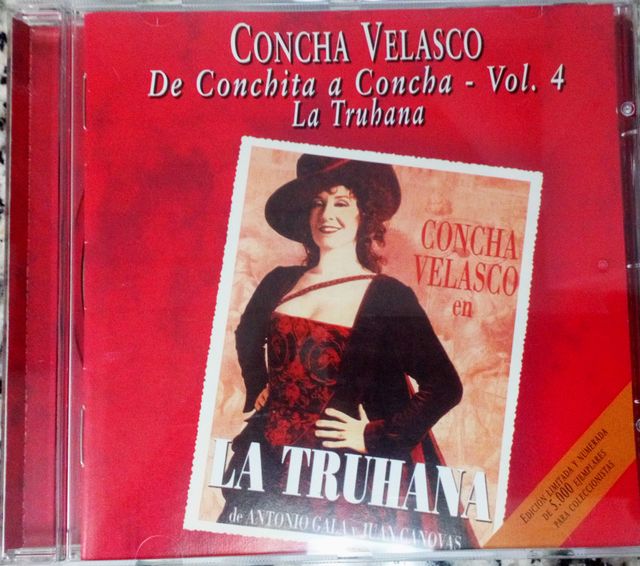 CONCHA VELASCO
De Conchita a Concha - Vol. 4
La Truhana
CONCHA
VELASCO
en
LA TRUHANA
de ANTONIO GALA y JUAN CANOVAS
EDICIÓN LIMITADA Y NUMERADA
DE 5.000 EJEMPLARES
PARA COLECCIONISTAS